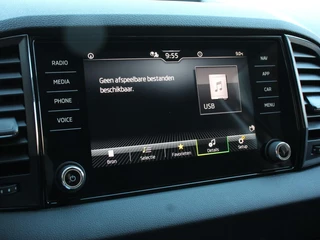 RADIO
MEDIA
PHONE
VOICE
9:55
Geen afspeelbare bestanden
beschikbaar.
USB
Bron
Selectie
Favorieten
Details
Setup
NAV
APP
CAR
MENU